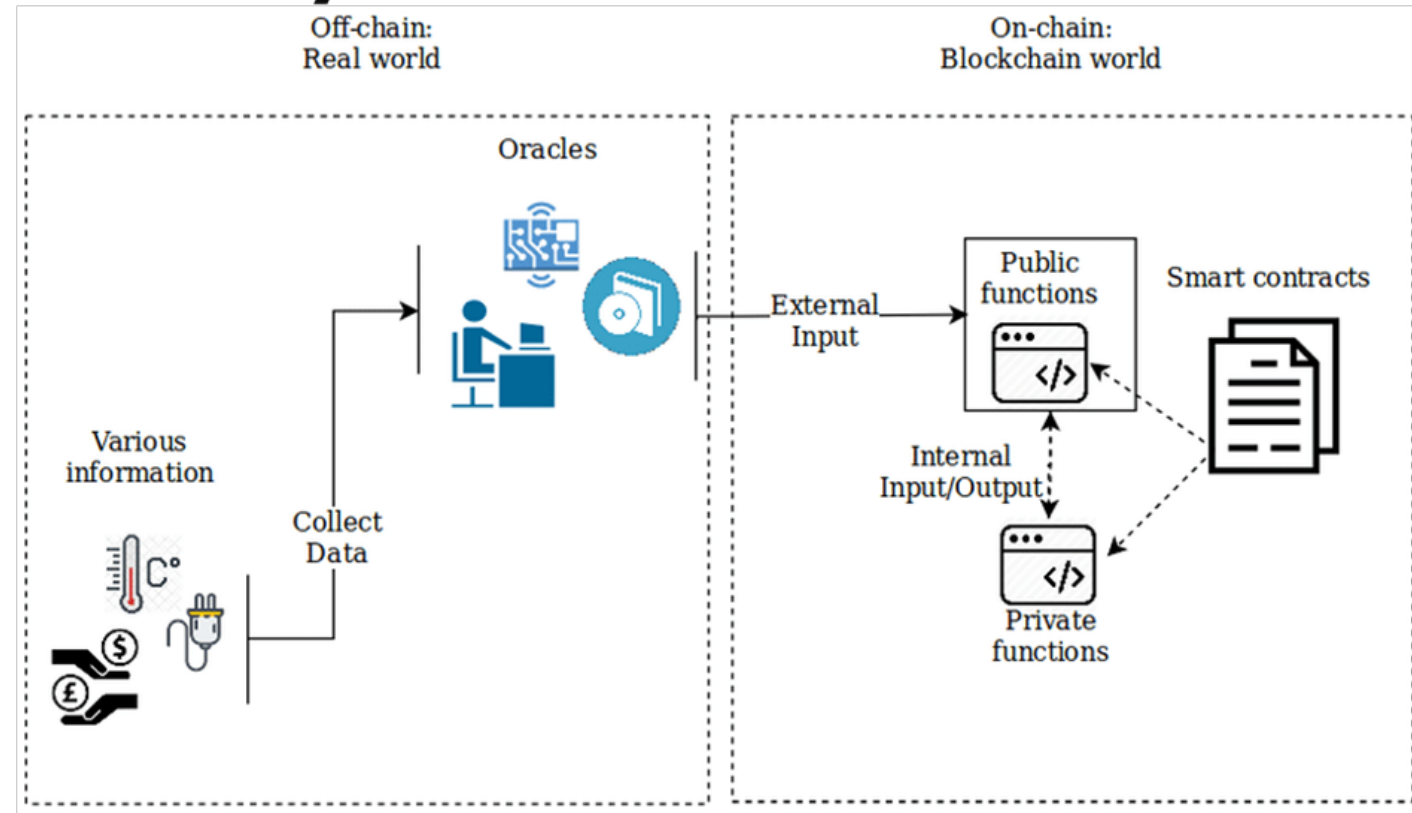 Off-chain:
Real world
On-chain:
Blockchain world
Oracles
Public
functions
Smart contracts
External
Input
</>
Various
information
Internal
Input/Output
Collect
Data
C°
$
£
</>
Private
functions